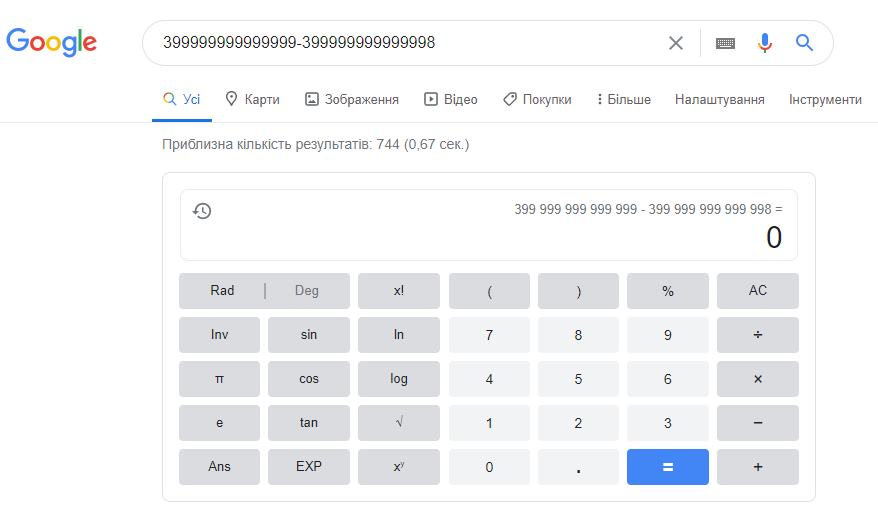 Google
399999999999999-399999999999998
Усі Карти Зображення Відео Покупки Більше Налаштування Інструменти
Приблизна кількість результатів: 744 (0,67 сек.)
399 999 999 999 999 - 399 999 999 999 998 =
0
Rad | Deg x! ( ) % AC
Inv sin ln 7 8 9 ÷
π cos log 4 5 6 ×
e tan √ 1 2 3 −
Ans EXP xʸ 0 . = +